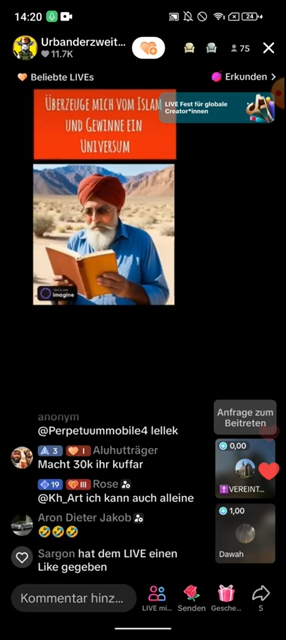 14:20
24
Urbanderzweit...
11.7K
75
Beliebte LIVEs
Erkunden
ÜBERZEUGE MICH VOM ISLAM
UND GEWINNE EIN
UNIVERSUM
LIVE Fest für globale
Creator*innen
imagine
anonym
@Perpetuummobile4 lellek
3 I Aluhutträger
Macht 30k ihr kuffar
19 III Rose
@Kh_Art ich kann auch alleine
Aron Dieter Jakob
Sargon hat dem LIVE einen
Like gegeben
Anfrage zum
Beitreten
0,00
VEREINT...
1,00
Dawah
Kommentar hinz...
LIVE mi...
Senden
Gesche...
5